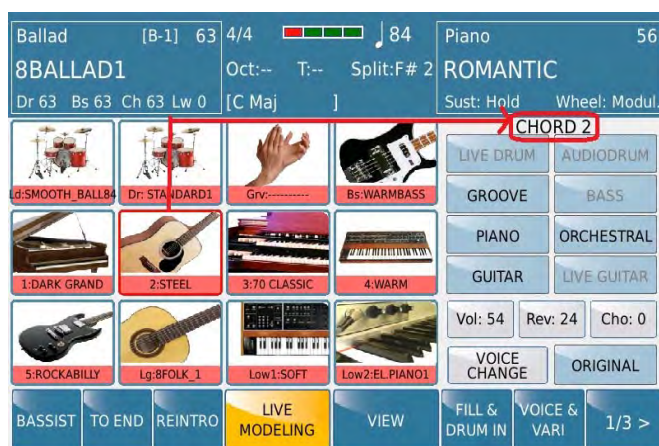 Ballad [B-1] 63 4/4 84 Piano 56
8BALLAD1 Oct:-- T:-- Split:F# 2 ROMANTIC
Dr 63 Bs 63 Ch 63 Lw 0 [C Maj ] Sust: Hold Wheel: Modul.
CHORD 2
LIVE DRUM AUDIODRUM
Ld:SMOOTH_BALL84 Dr: STANDARD1 Grv:---------- Bs:WARMBASS GROOVE BASS
PIANO ORCHESTRAL
1:DARK GRAND 2:STEEL 3:70 CLASSIC 4:WARM GUITAR LIVE GUITAR
Vol: 54 Rev: 24 Cho: 0
5:ROCKABILLY Lg:8FOLK_1 Low1:SOFT Low2:EL.PIANO1 VOICE CHANGE ORIGINAL
BASSIST TO END REINTRO LIVE MODELING VIEW FILL & DRUM IN VOICE & VARI 1/3 >